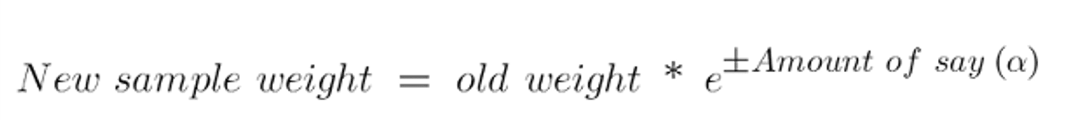 New sample weight = old weight * e^{±Amount of say (α)}